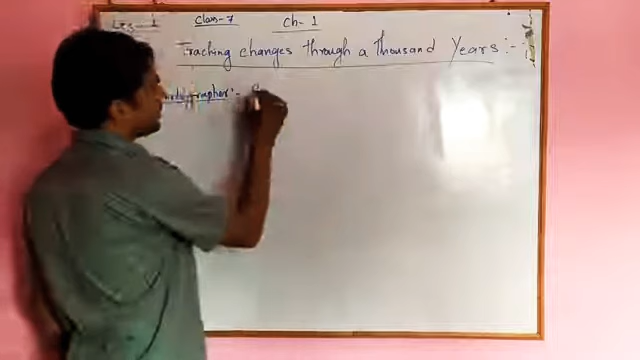 Les- 1 Class- 7 Ch- 1
Tracking changes through a thousand Years :-